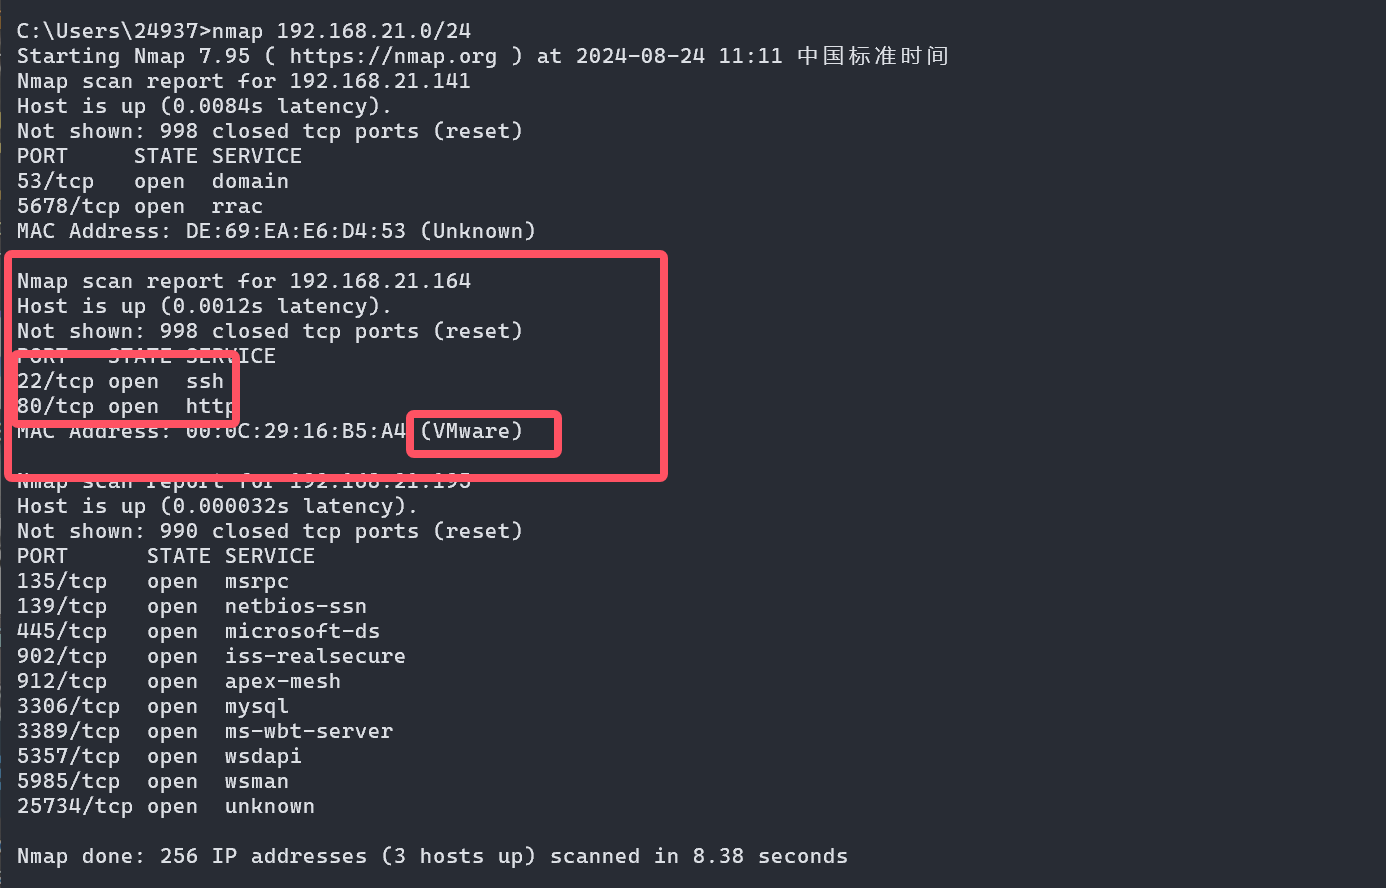 C:\Users\24937>nmap 192.168.21.0/24
Starting Nmap 7.95 ( https://nmap.org ) at 2024-08-24 11:11 中国标准时间
Nmap scan report for 192.168.21.141
Host is up (0.0084s latency).
Not shown: 998 closed tcp ports (reset)
PORT     STATE SERVICE
53/tcp   open  domain
5678/tcp open  rrac
MAC Address: DE:69:EA:E6:D4:53 (Unknown)
Nmap scan report for 192.168.21.164
Host is up (0.0012s latency).
Not shown: 998 closed tcp ports (reset)
PORT   STATE SERVICE
22/tcp open  ssh
80/tcp open  http
MAC Address: 00:0C:29:16:B5:A4 (VMware)
Nmap scan report for 192.168.21.195
Host is up (0.000032s latency).
Not shown: 990 closed tcp ports (reset)
PORT      STATE SERVICE
135/tcp   open  msrpc
139/tcp   open  netbios-ssn
445/tcp   open  microsoft-ds
902/tcp   open  iss-realsecure
912/tcp   open  apex-mesh
3306/tcp  open  mysql
3389/tcp  open  ms-wbt-server
5357/tcp  open  wsdapi
5985/tcp  open  wsman
25734/tcp open  unknown
Nmap done: 256 IP addresses (3 hosts up) scanned in 8.38 seconds